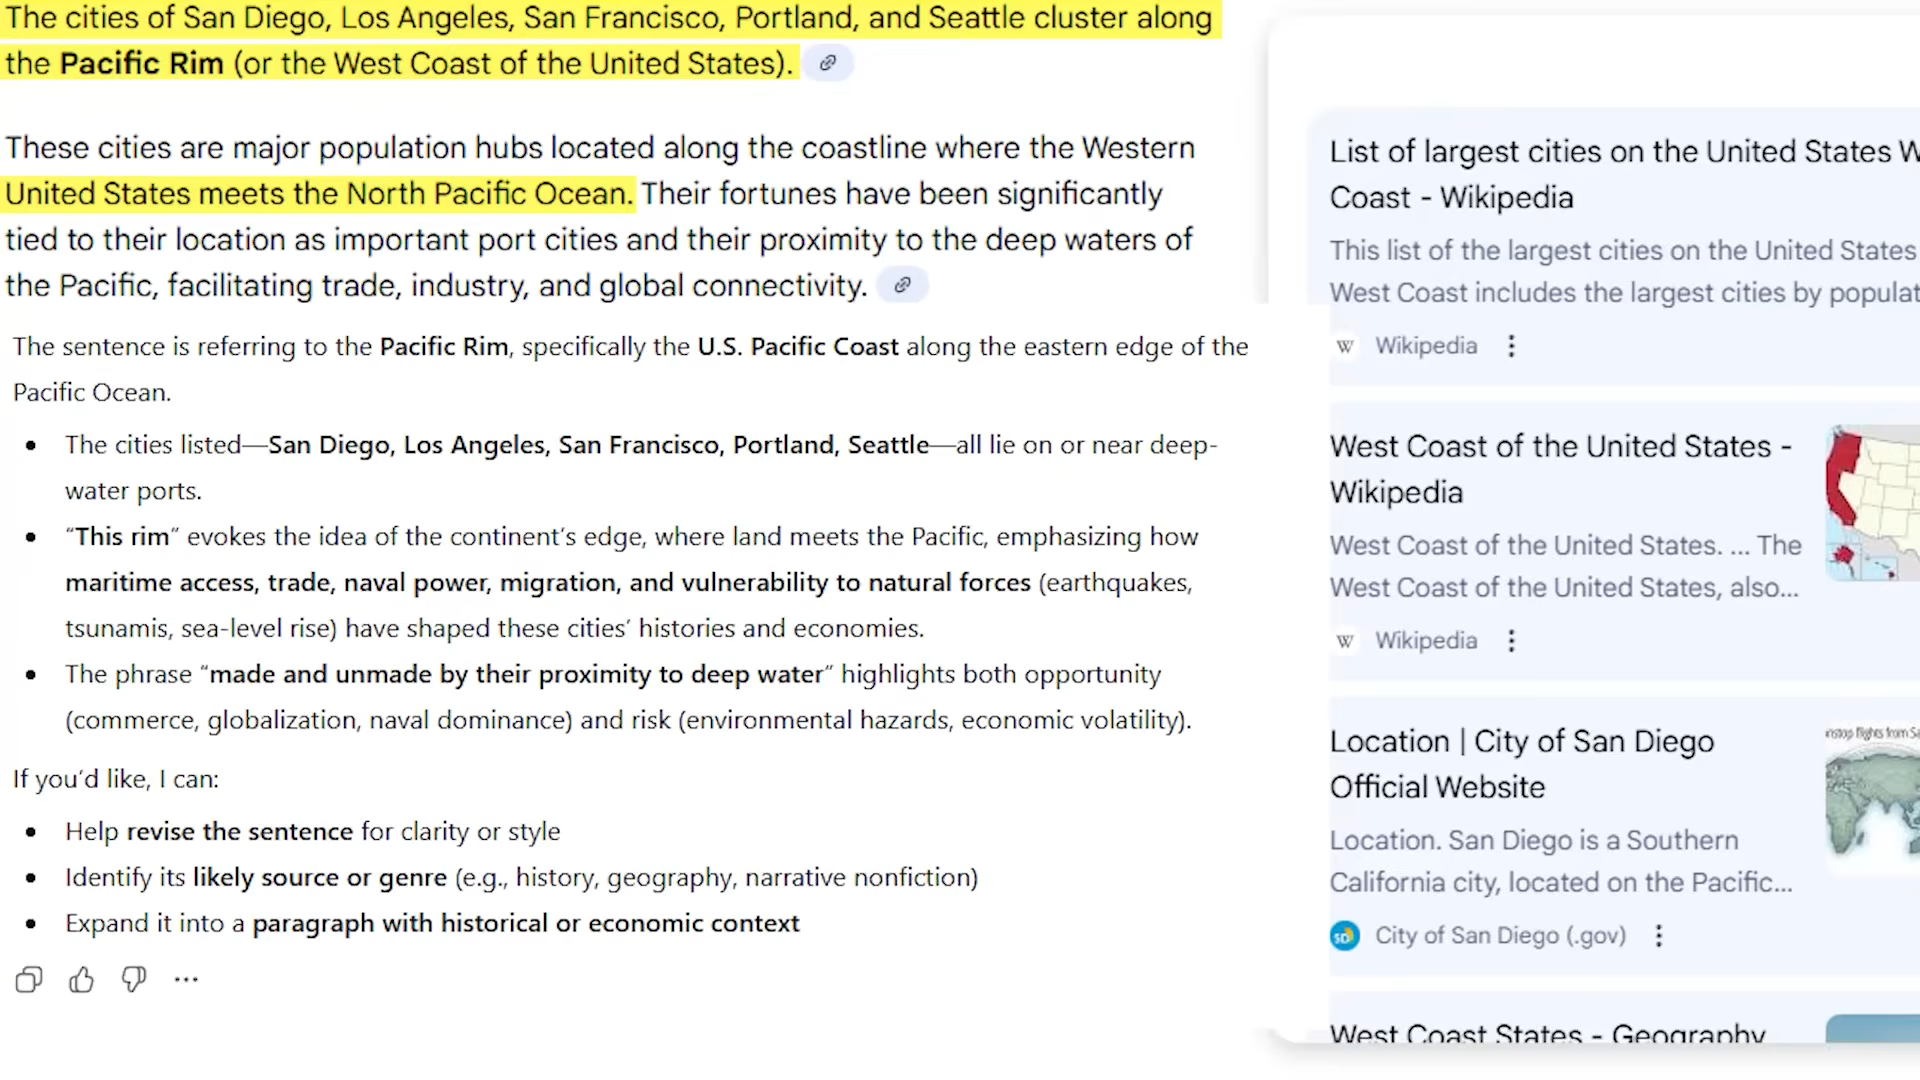 The cities of San Diego, Los Angeles, San Francisco, Portland, and Seattle cluster along
the Pacific Rim (or the West Coast of the United States).
These cities are major population hubs located along the coastline where the Western
United States meets the North Pacific Ocean. Their fortunes have been significantly
tied to their location as important port cities and their proximity to the deep waters of
the Pacific, facilitating trade, industry, and global connectivity.
The sentence is referring to the Pacific Rim, specifically the U.S. Pacific Coast along the eastern edge of the
Pacific Ocean.
• The cities listed—San Diego, Los Angeles, San Francisco, Portland, Seattle—all lie on or near deep-
water ports.
• “This rim” evokes the idea of the continent’s edge, where land meets the Pacific, emphasizing how
maritime access, trade, naval power, migration, and vulnerability to natural forces (earthquakes,
tsunamis, sea-level rise) have shaped these cities’ histories and economies.
• The phrase “made and unmade by their proximity to deep water” highlights both opportunity
(commerce, globalization, naval dominance) and risk (environmental hazards, economic volatility).
If you’d like, I can:
• Help revise the sentence for clarity or style
• Identify its likely source or genre (e.g., history, geography, narrative nonfiction)
• Expand it into a paragraph with historical or economic context
List of largest cities on the United States W
Coast - Wikipedia
This list of the largest cities on the United States
West Coast includes the largest cities by populat
W Wikipedia
West Coast of the United States -
Wikipedia
West Coast of the United States. ... The
West Coast of the United States, also...
W Wikipedia
Location | City of San Diego
Official Website
nstop flights from Sa
Location. San Diego is a Southern
California city, located on the Pacific...
SD City of San Diego (.gov)
West Coast States - Geography